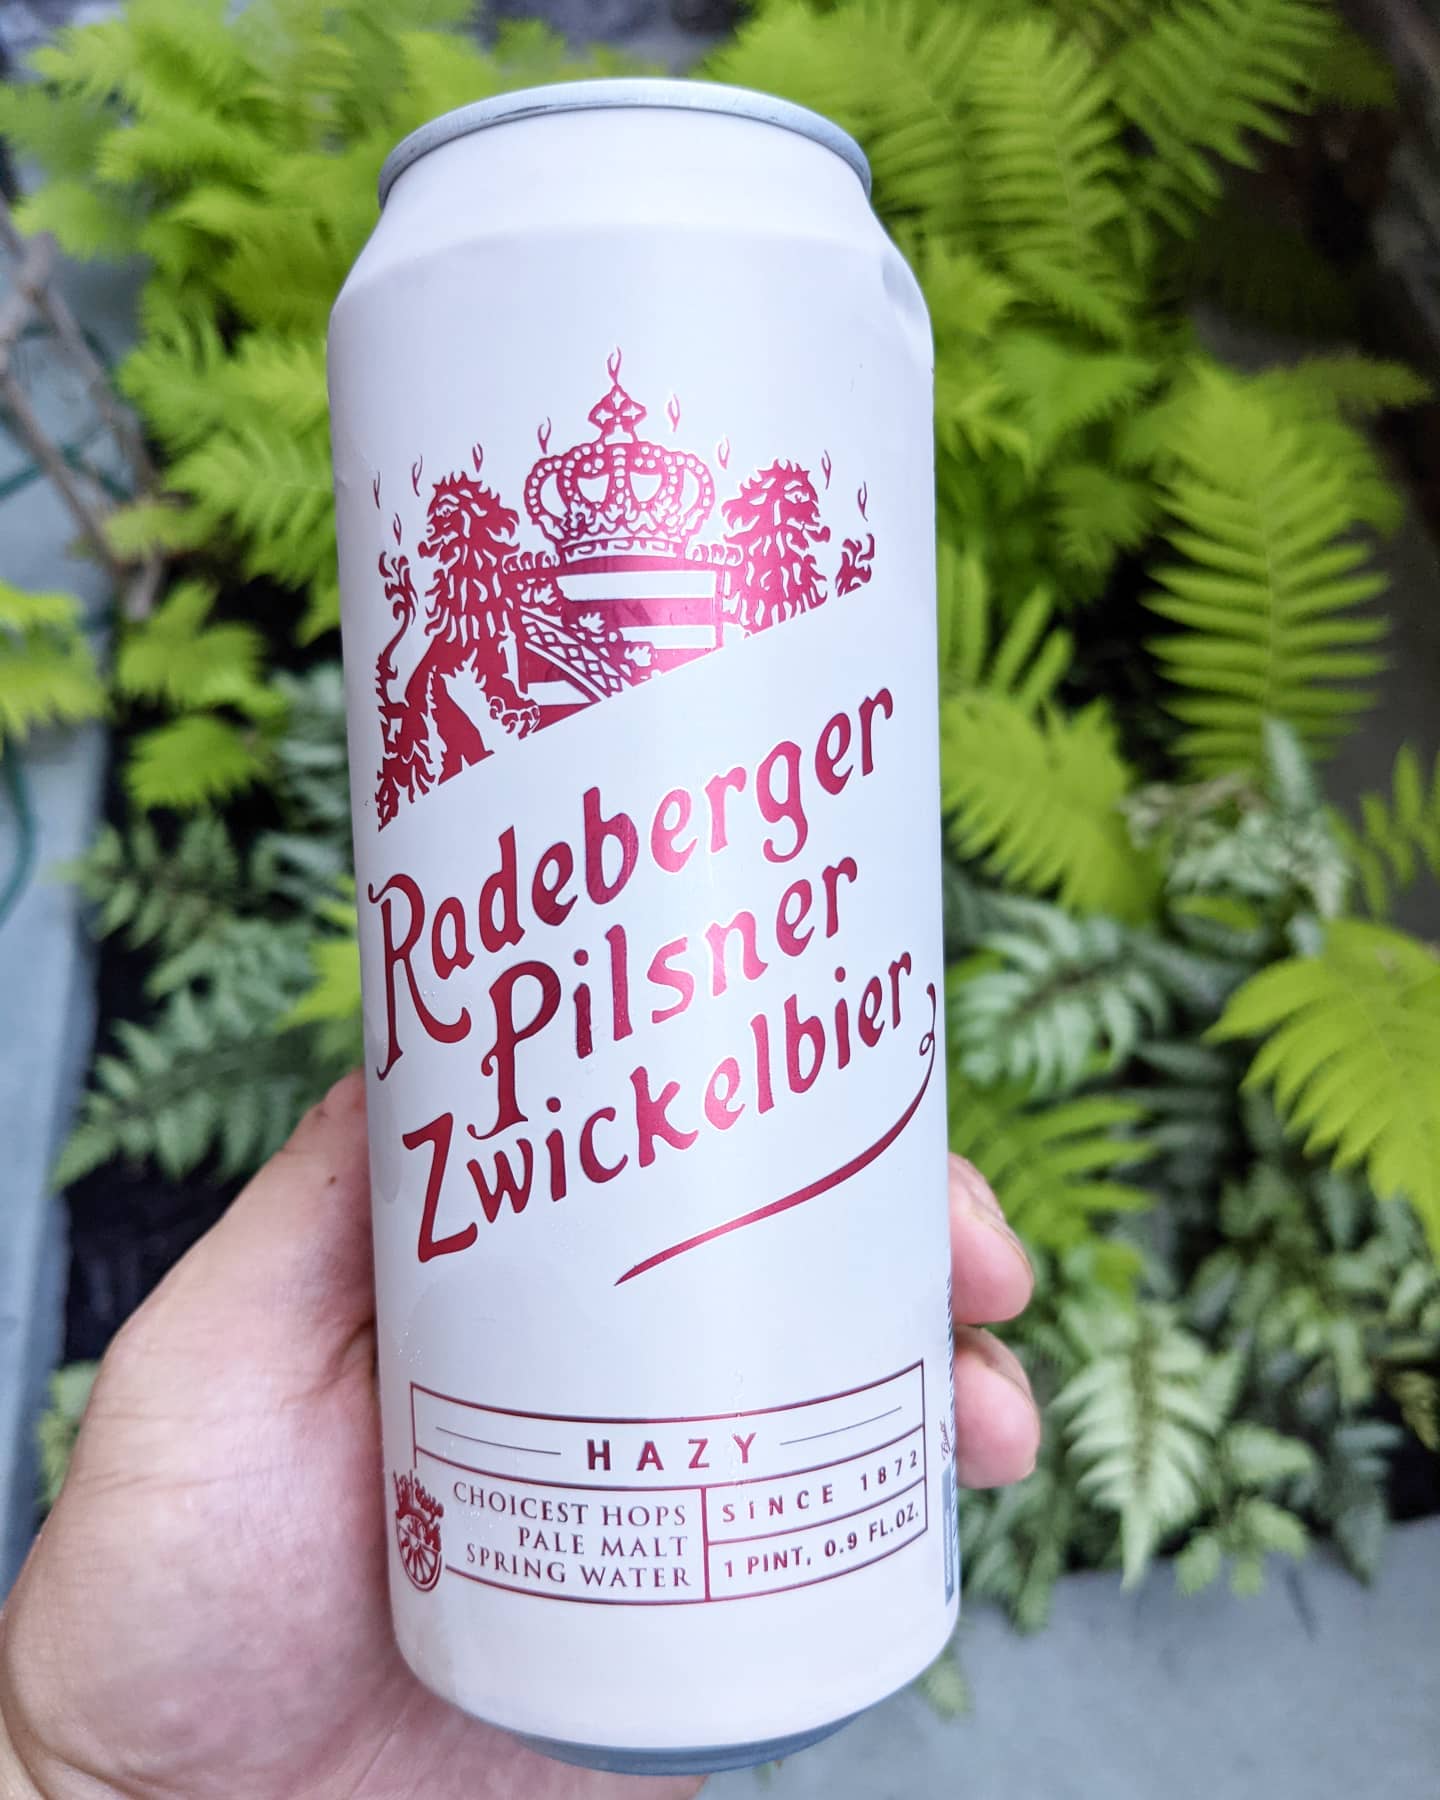 Radeberger
Pilsner
Zwickelbier
HAZY
CHOICEST HOPS
PALE MALT
SPRING WATER
SINCE 1872
1 PINT, 0.9 FL.OZ.